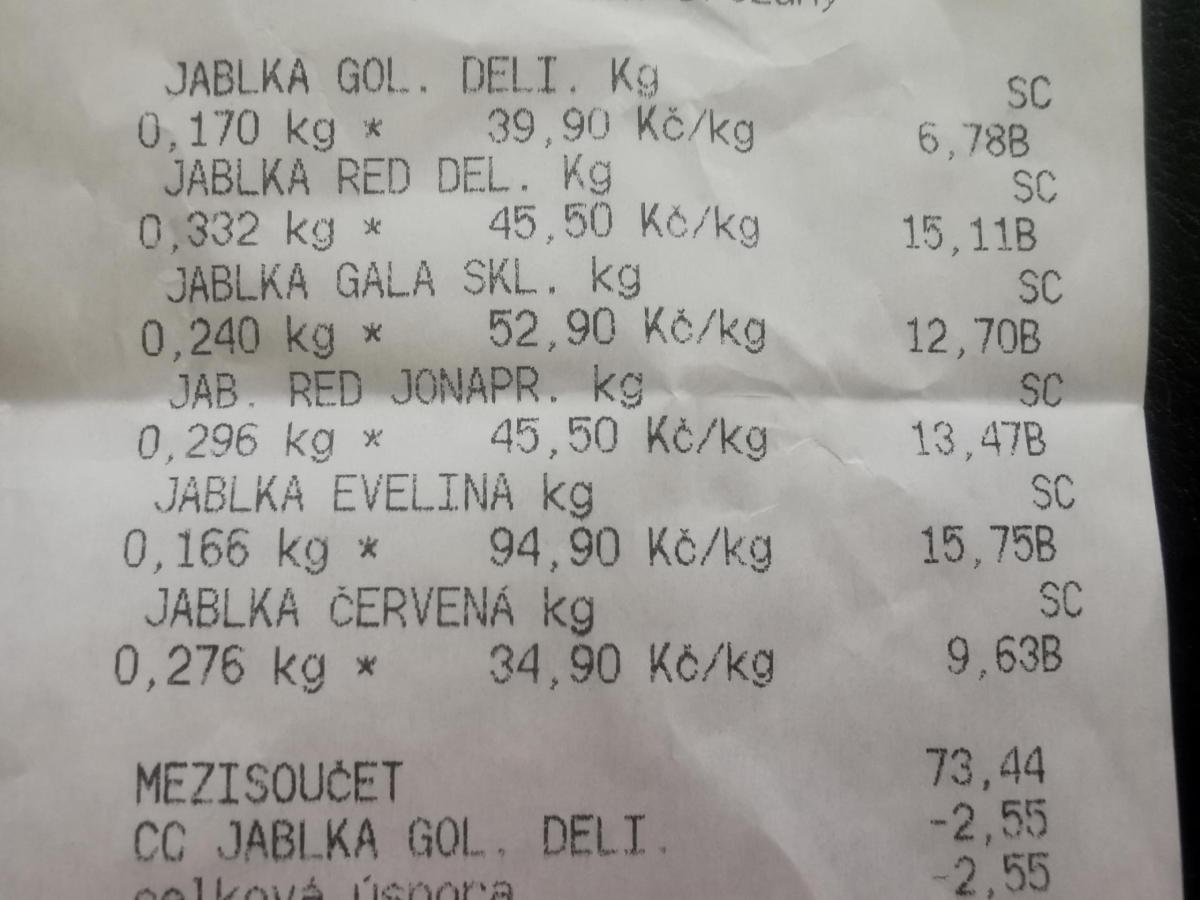 JABLKA GOL. DELI. Kg SC
0,170 kg * 39,90 Kč/kg 6,78B
JABLKA RED DEL. Kg SC
0,332 kg * 45,50 Kč/kg 15,11B
JABLKA GALA SKL. kg SC
0,240 kg * 52,90 Kč/kg 12,70B
JAB. RED JONAPR. kg SC
0,296 kg * 45,50 Kč/kg 13,47B
JABLKA EVELINA kg SC
0,166 kg * 94,90 Kč/kg 15,75B
JABLKA ČERVENÁ kg SC
0,276 kg * 34,90 Kč/kg 9,63B
MEZISOUČET 73,44
CC JABLKA GOL. DELI. -2,55
celková úspora -2,55